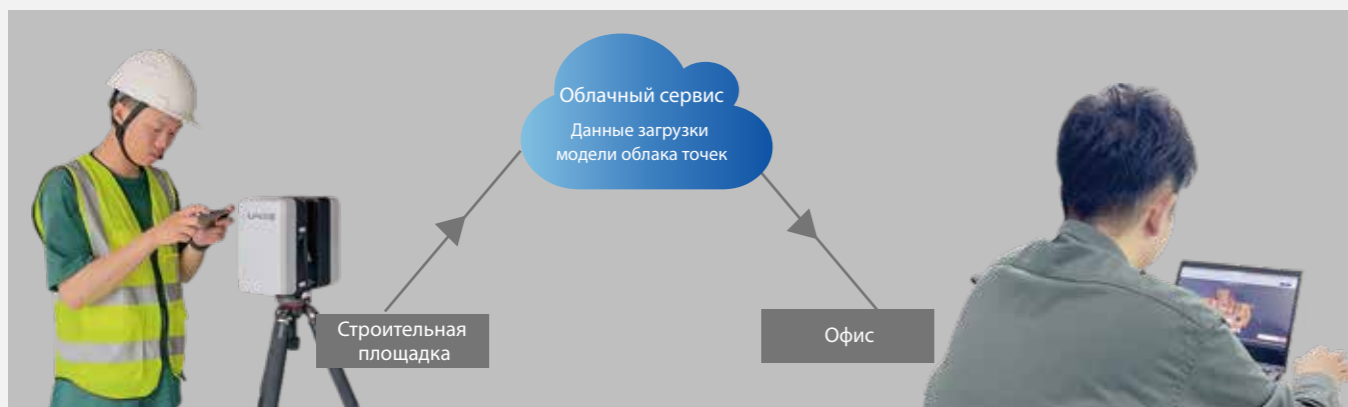 Облачный сервис
Данные загрузки
модели облака точек
Строительная
площадка
Офис